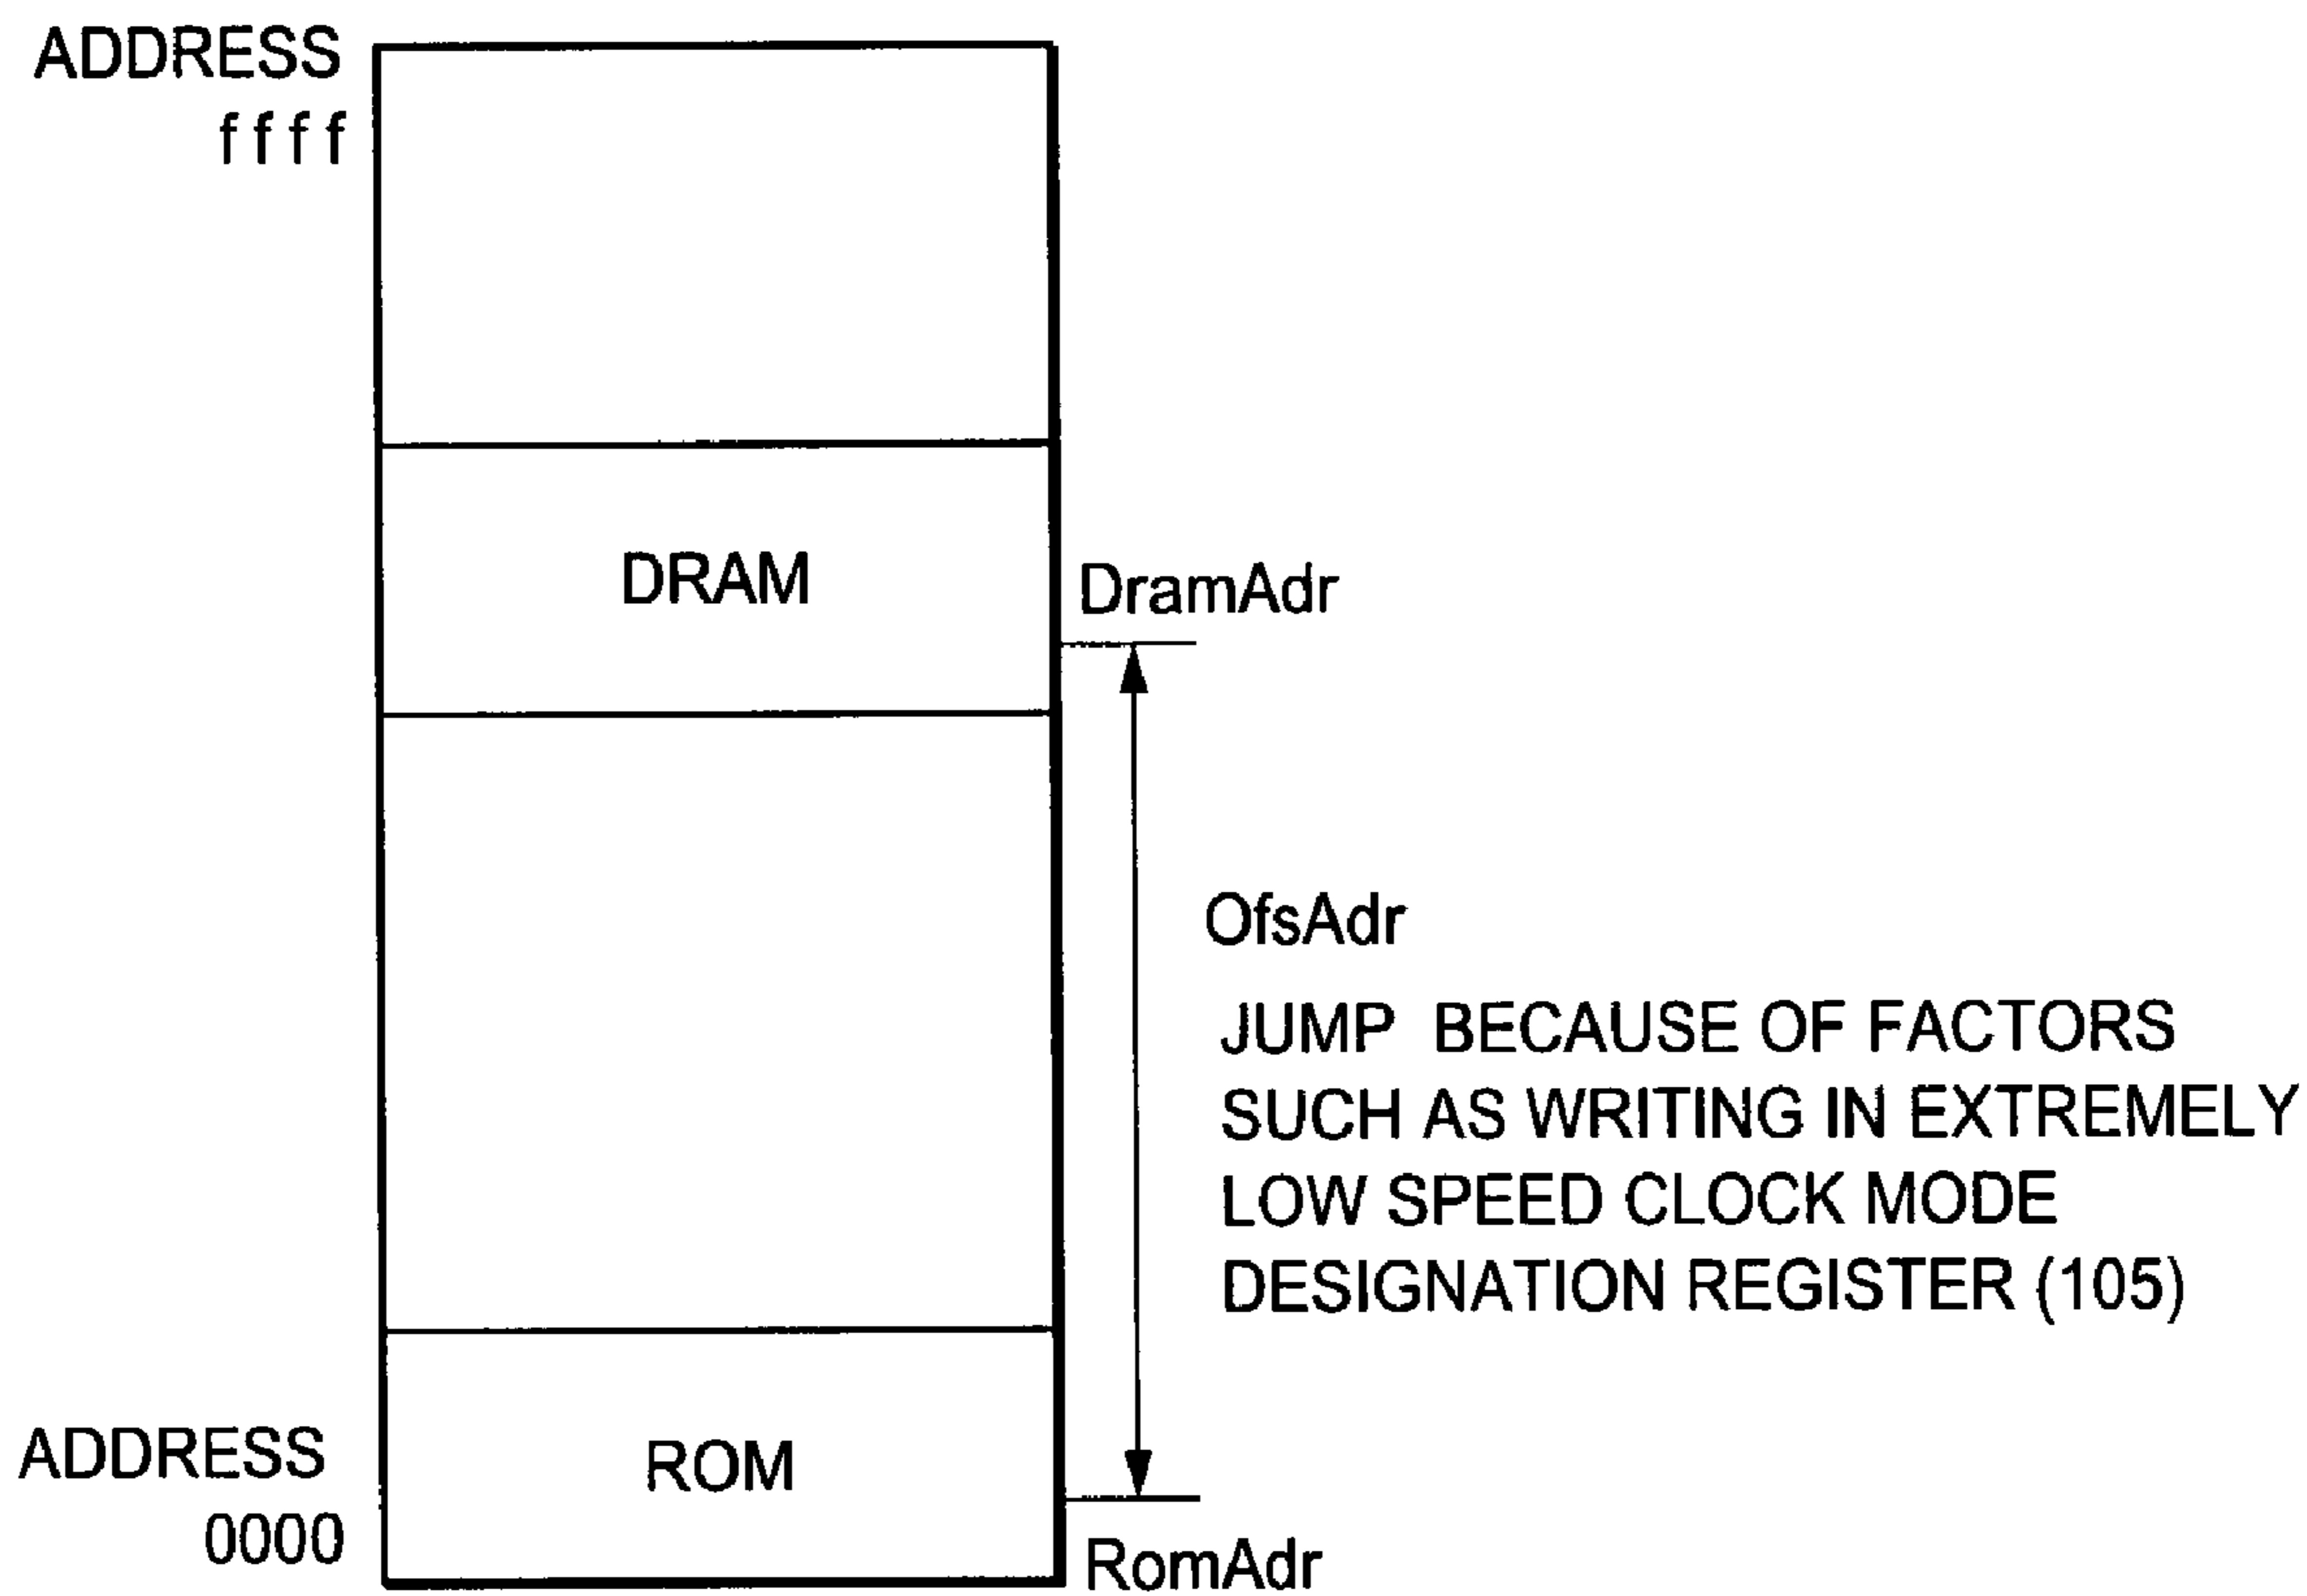 ADDRESS
ffff
DRAM
DramAdr
OfsAdr
JUMP BECAUSE OF FACTORS
SUCH AS WRITING IN EXTREMELY
LOW SPEED CLOCK MODE
DESIGNATION REGISTER (105)
ADDRESS
ROM
0000
RomAdr